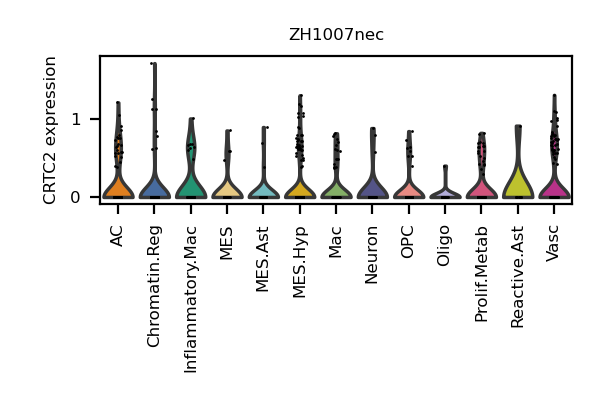 ZH1007nec
CRTC2 expression
1
0
AC
Chromatin.Reg
Inflammatory.Mac
MES
MES.Ast
MES.Hyp
Mac
Neuron
OPC
Oligo
Prolif.Metab
Reactive.Ast
Vasc